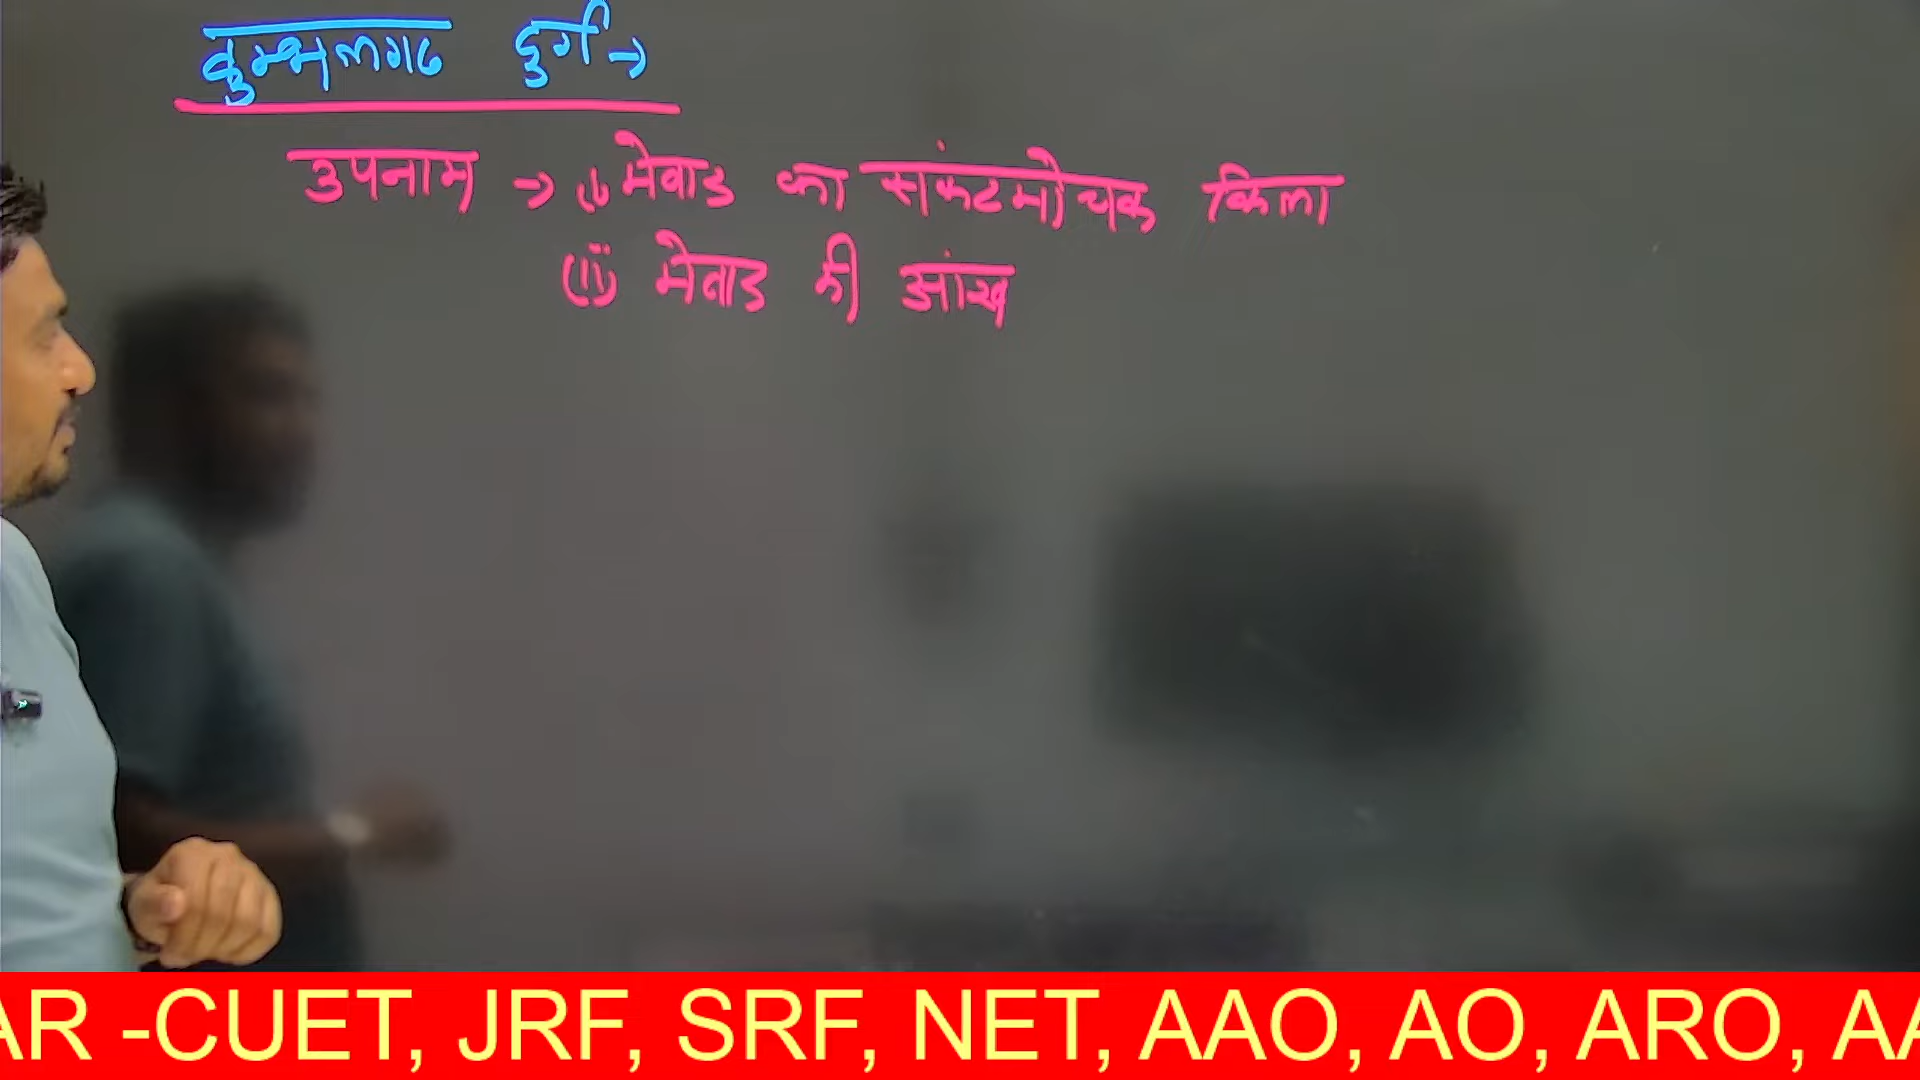 कुम्भलगढ दुर्ग →
उपनाम → (i) मेवाड का संकटमोचक किला
(ii) मेवाड की आंख
AR -CUET, JRF, SRF, NET, AAO, AO, ARO, AA